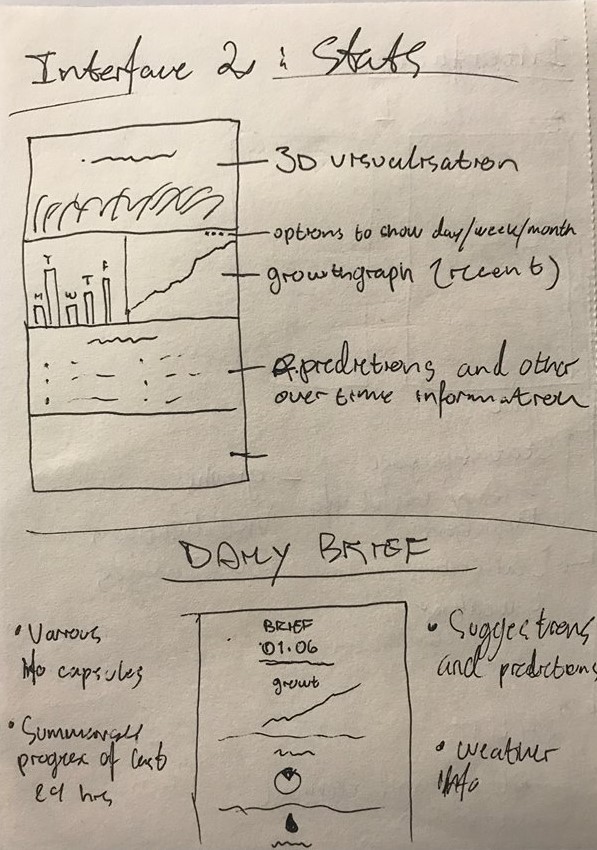 Interface 2 : Stats
3D visualisation
options to show day/week/month
growthgraph (recent)
M T W T F
predictions and other
over time information
DAILY BRIEF
• Various
info capsules
• Summarises
progress of last
24 hrs
BRIEF
01.06
growt
• Suggestions
and predictions
• weather
info